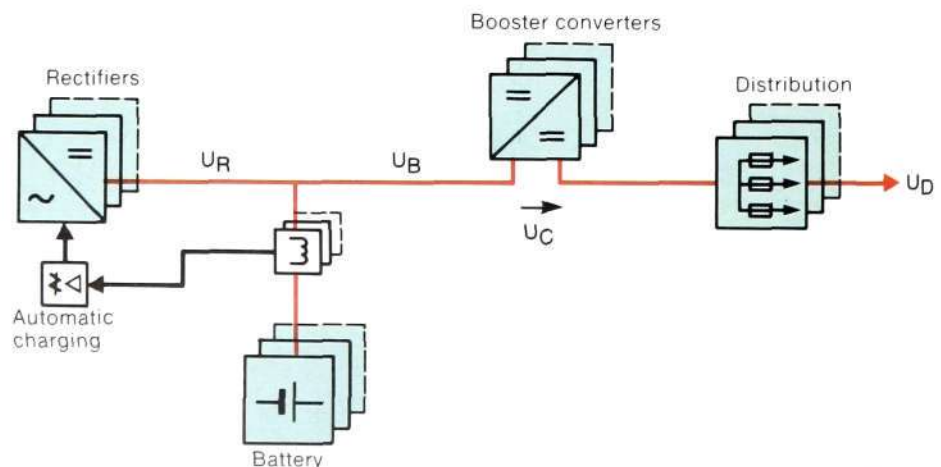 Booster converters
Rectifiers
Distribution
U_R
U_B
U_D
U_C
Automatic
charging
Battery